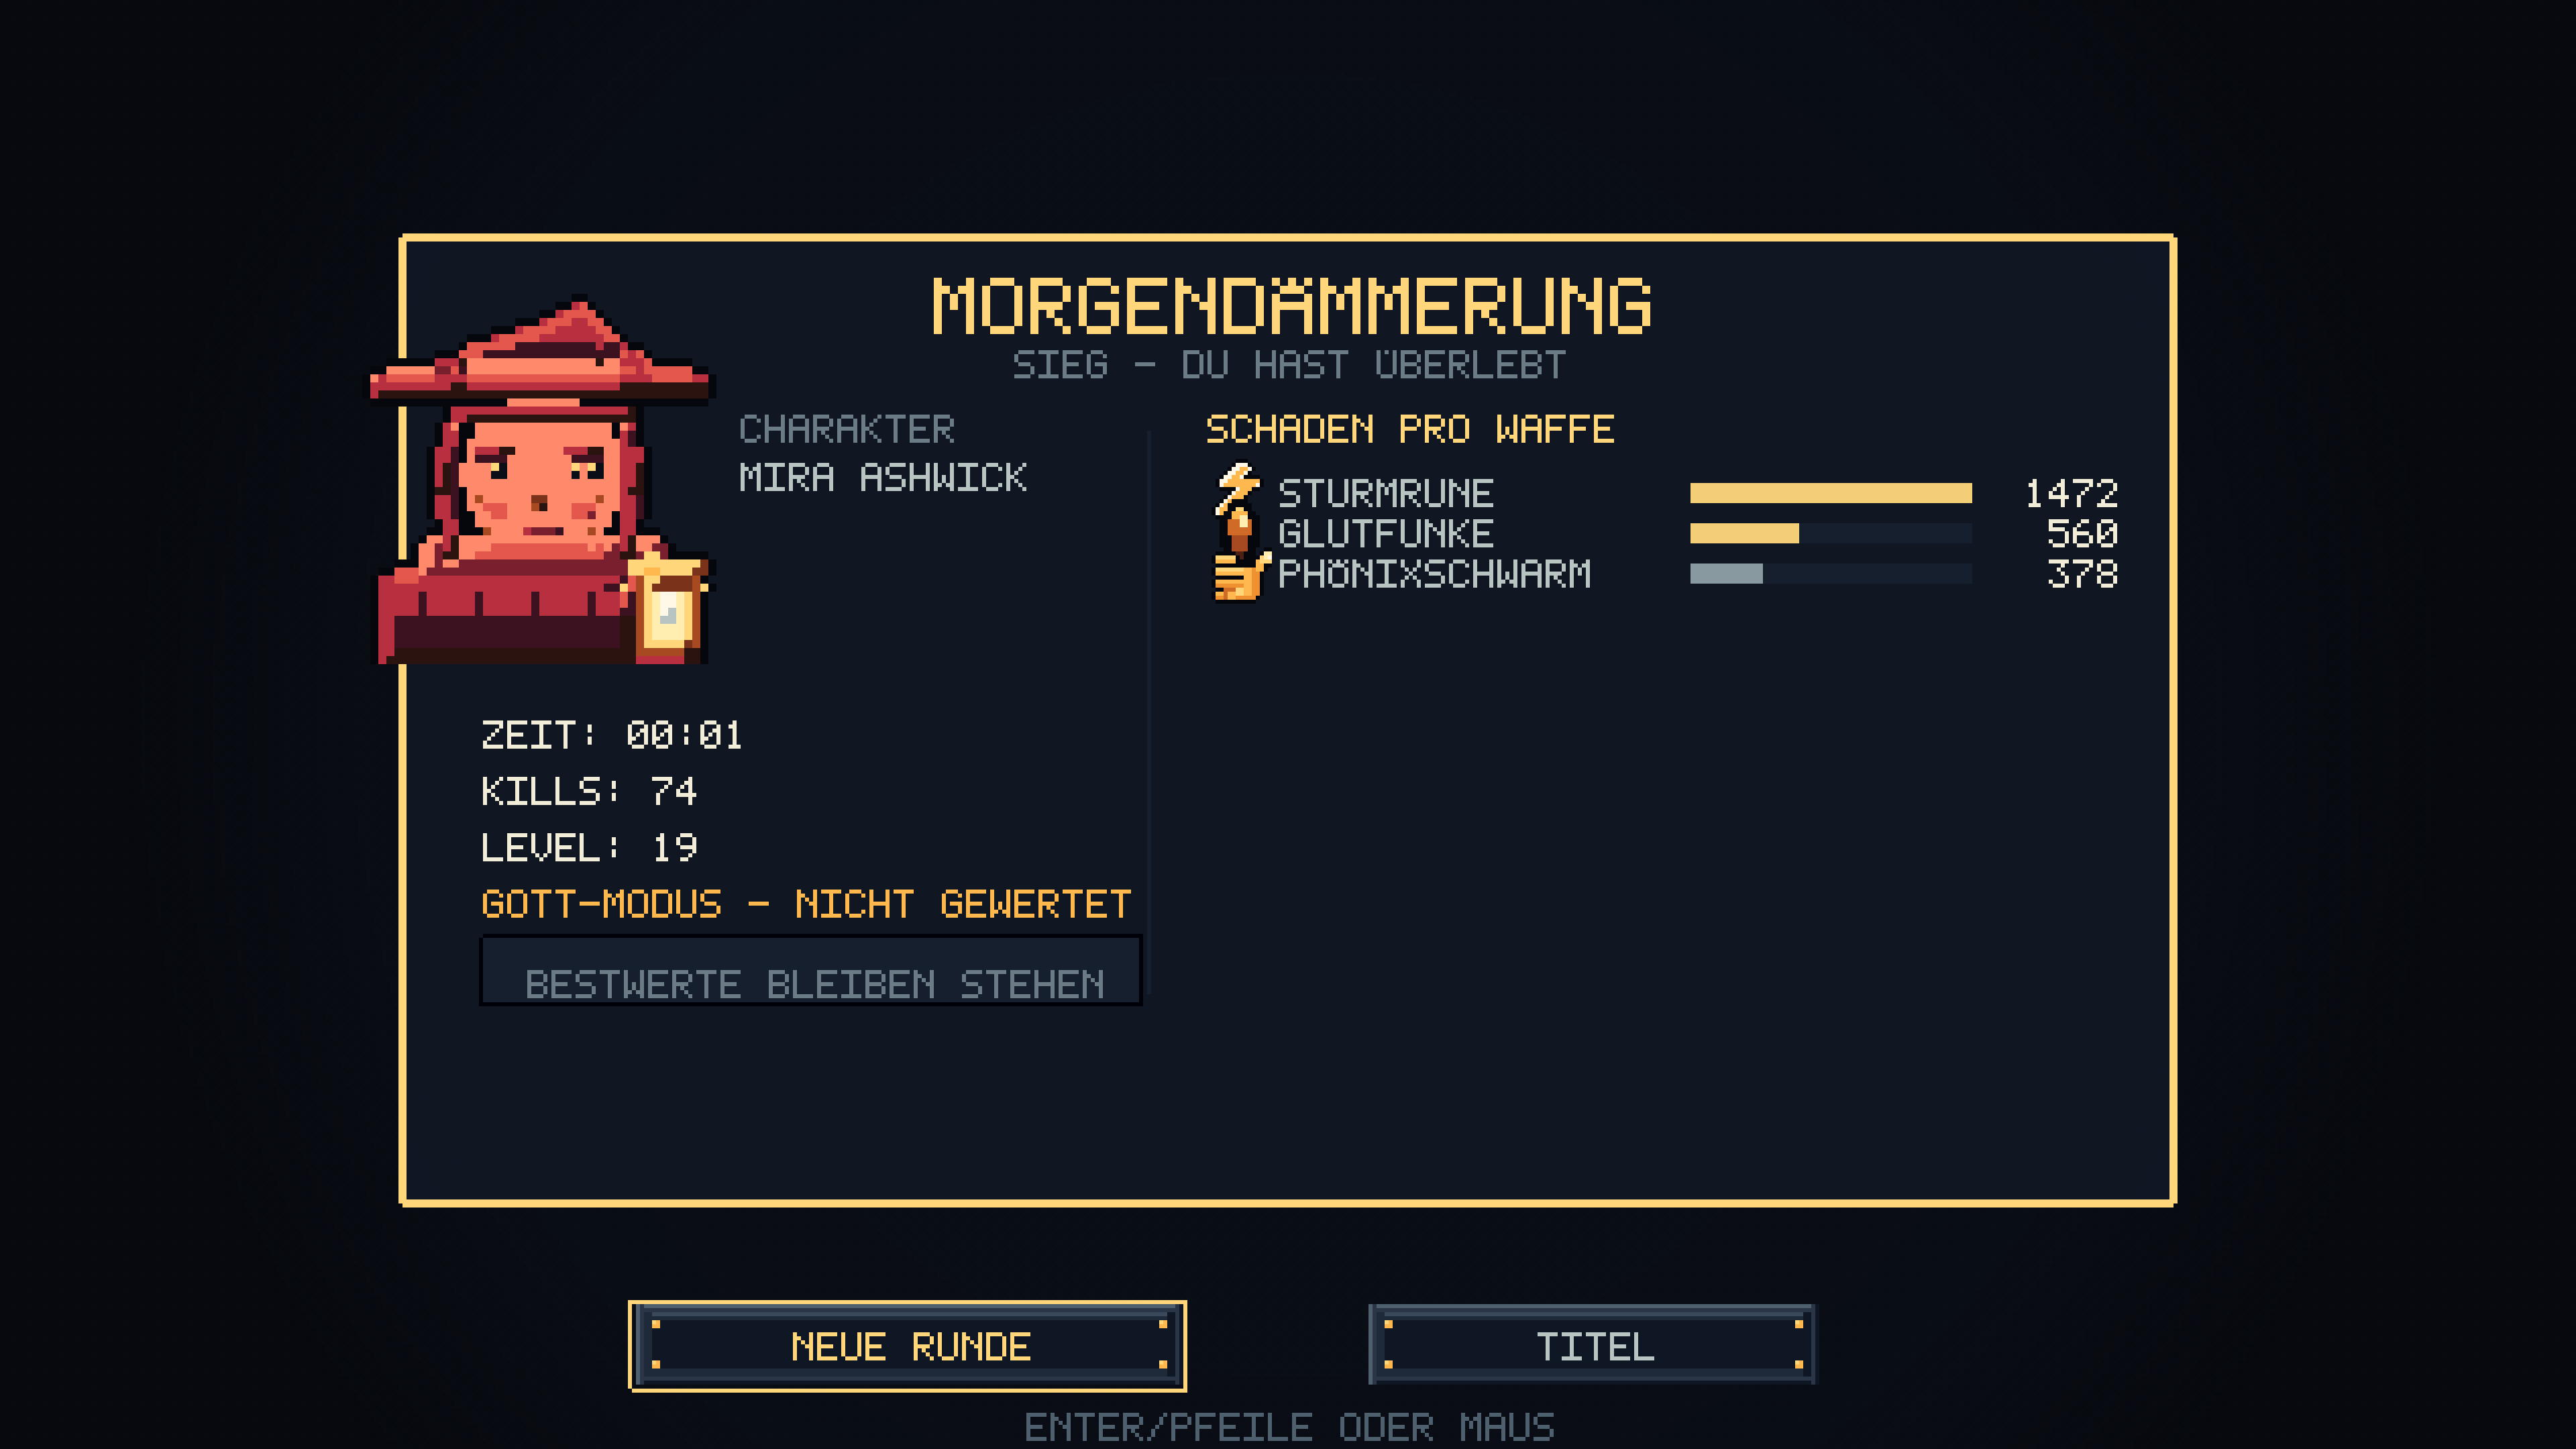 MORGENDÄMMERUNG
SIEG - DU HAST ÜBERLEBT
CHARAKTER
MIRA ASHWICK
ZEIT: 00:01
KILLS: 74
LEVEL: 19
GOTT-MODUS - NICHT GEWERTET
BESTWERTE BLEIBEN STEHEN
SCHADEN PRO WAFFE
STURMRUNE 1472
GLUTFUNKE 560
PHÖNIXSCHWARM 378
NEUE RUNDE
TITEL
ENTER/PFEILE ODER MAUS